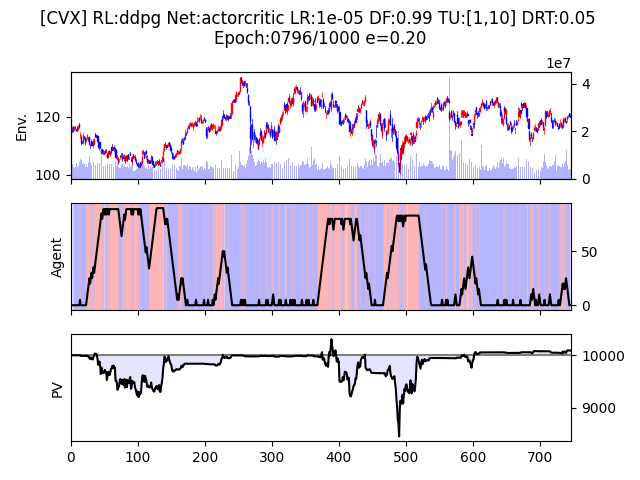 [CVX] RL:ddpg Net:actorcritic LR:1e-05 DF:0.99 TU:[1,10] DRT:0.05
Epoch:0796/1000 e=0.20
1e7
Env.
120
100
4
2
0
Agent
50
0
PV
10000
9000
0 100 200 300 400 500 600 700